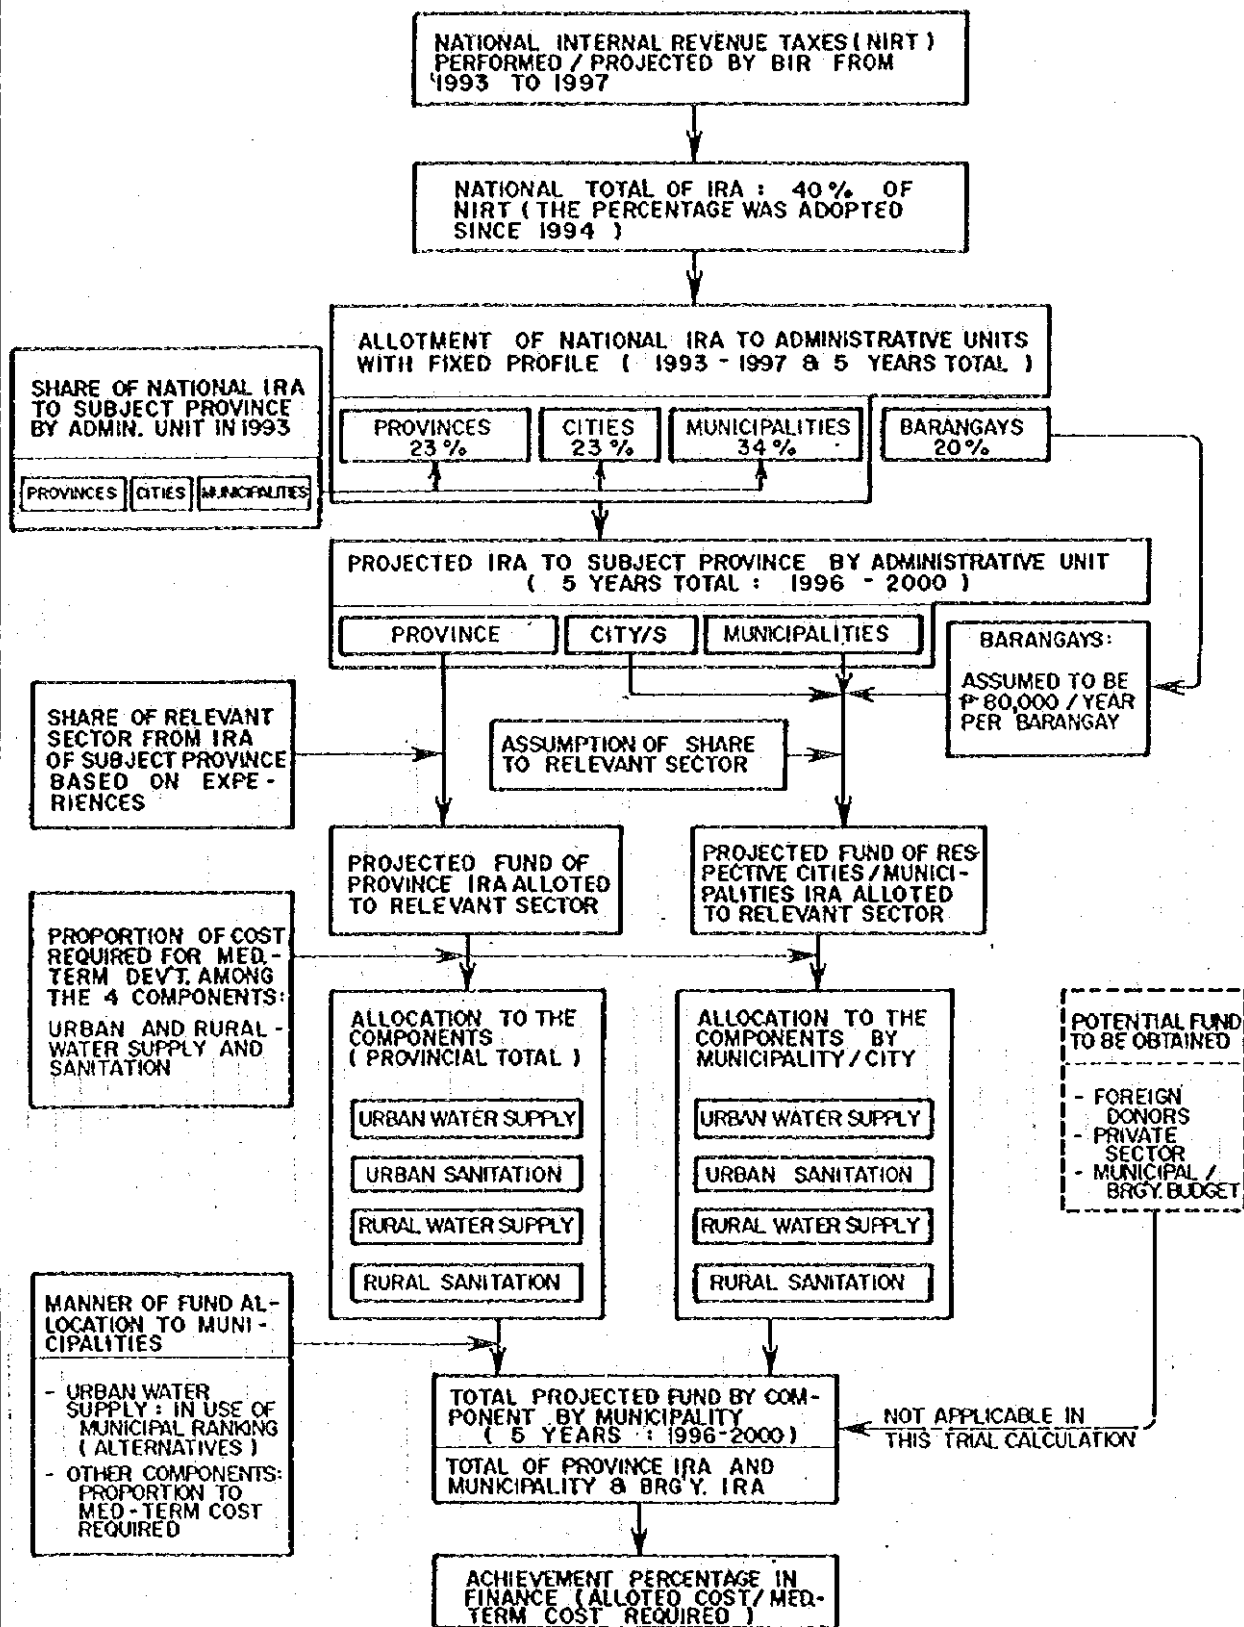 NATIONAL INTERNAL REVENUE TAXES (NIRT)
PERFORMED / PROJECTED BY BIR FROM
1993 TO 1997
NATIONAL TOTAL OF IRA : 40 % OF
NIRT (THE PERCENTAGE WAS ADOPTED
SINCE 1994 )
ALLOTMENT OF NATIONAL IRA TO ADMINISTRATIVE UNITS
WITH FIXED PROFILE ( 1993 - 1997 & 5 YEARS TOTAL )
PROVINCES
23 %
CITIES
23 %
MUNICIPALITIES
34 %
BARANGAYS
20 %
SHARE OF NATIONAL IRA
TO SUBJECT PROVINCE
BY ADMIN. UNIT IN 1993
PROVINCES
CITIES
MUNICIPALITIES
PROJECTED IRA TO SUBJECT PROVINCE BY ADMINISTRATIVE UNIT
( 5 YEARS TOTAL : 1996 - 2000 )
PROVINCE
CITY/S
MUNICIPALITIES
BARANGAYS:
ASSUMED TO BE
₱ 80,000 / YEAR
PER BARANGAY
SHARE OF RELEVANT
SECTOR FROM IRA
OF SUBJECT PROVINCE
BASED ON EXPE -
RIENCES
ASSUMPTION OF SHARE
TO RELEVANT SECTOR
PROJECTED FUND OF
PROVINCE IRA ALLOTED
TO RELEVANT SECTOR
PROJECTED FUND OF RES-
PECTIVE CITIES/MUNICI-
PALITIES IRA ALLOTED
TO RELEVANT SECTOR
PROPORTION OF COST
REQUIRED FOR MED.-
TERM DEV'T. AMONG
THE 4 COMPONENTS:
URBAN AND RURAL -
WATER SUPPLY AND
SANITATION
ALLOCATION TO THE
COMPONENTS
( PROVINCIAL TOTAL )
URBAN WATER SUPPLY
URBAN SANITATION
RURAL WATER SUPPLY
RURAL SANITATION
ALLOCATION TO THE
COMPONENTS BY
MUNICIPALITY / CITY
URBAN WATER SUPPLY
URBAN SANITATION
RURAL WATER SUPPLY
RURAL SANITATION
POTENTIAL FUND
TO BE OBTAINED
- FOREIGN
DONORS
- PRIVATE
SECTOR
- MUNICIPAL /
BRGY. BUDGET
MANNER OF FUND AL-
LOCATION TO MUNI -
CIPALITIES
- URBAN WATER
SUPPLY : IN USE OF
MUNICIPAL RANKING
( ALTERNATIVES )
- OTHER COMPONENTS:
PROPORTION TO
MED - TERM COST
REQUIRED
TOTAL PROJECTED FUND BY COM-
PONENT BY MUNICIPALITY
( 5 YEARS : 1996-2000)
TOTAL OF PROVINCE IRA AND
MUNICIPALITY & BRG'Y. IRA
NOT APPLICABLE IN
THIS TRIAL CALCULATION
ACHIEVEMENT PERCENTAGE IN
FINANCE (ALLOTED COST/ MED.-
TERM COST REQUIRED )